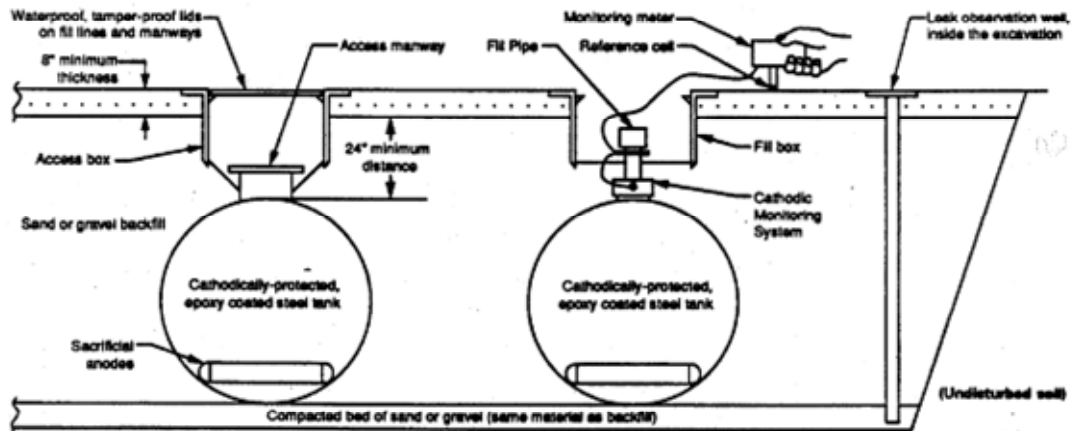 Waterproof, tamper-proof lids
on fill lines and manways
8" minimum
thickness
Access manway
Fill Pipe
Monitoring meter
Reference cell
Leak observation well,
inside the excavation
Access box
24" minimum
distance
Fill box
Sand or gravel backfill
Cathodic
Monitoring
System
Cathodically-protected,
epoxy coated steel tank
Cathodically-protected,
epoxy coated steel tank
Sacrificial
anodes
(Undisturbed soil)
Compacted bed of sand or gravel (same material as backfill)